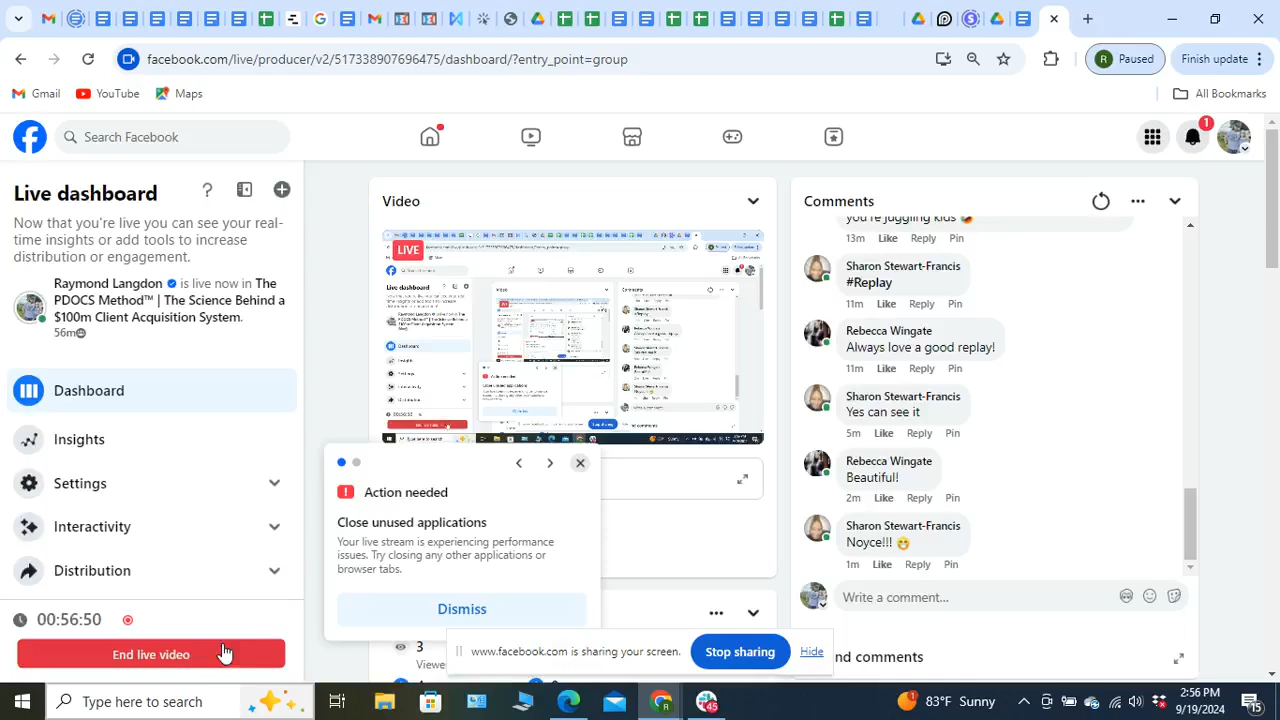 facebook.com/live/producer/v2/517338907696475/dashboard/?entry_point=group
Paused
Finish update
Gmail
YouTube
Maps
All Bookmarks
Search Facebook
1
Live dashboard
Now that you're live you can see your real-
time insights or add tools to increase
distribution or engagement.
Raymond Langdon is live now in The
PDOCS Method™ | The Science Behind a
$100m Client Acquisition System.
56m
Dashboard
Insights
Settings
Interactivity
Distribution
00:56:50
End live video
Video
LIVE
Action needed
Close unused applications
Your live stream is experiencing performance
issues. Try closing any other applications or
browser tabs.
Dismiss
3
www.facebook.com is sharing your screen.
Stop sharing
Hide
Comments
you're juggling kids
13m Like Reply Pin
Sharon Stewart-Francis
#Replay
11m Like Reply Pin
Rebecca Wingate
Always love a good replay!
11m Like Reply Pin
Sharon Stewart-Francis
Yes can see it
5m Like Reply Pin
Rebecca Wingate
Beautiful!
2m Like Reply Pin
Sharon Stewart-Francis
Noyce!!! 😁
1m Like Reply Pin
Write a comment...
nd comments
Type here to search
45
1
83°F Sunny
2:56 PM
9/19/2024
15